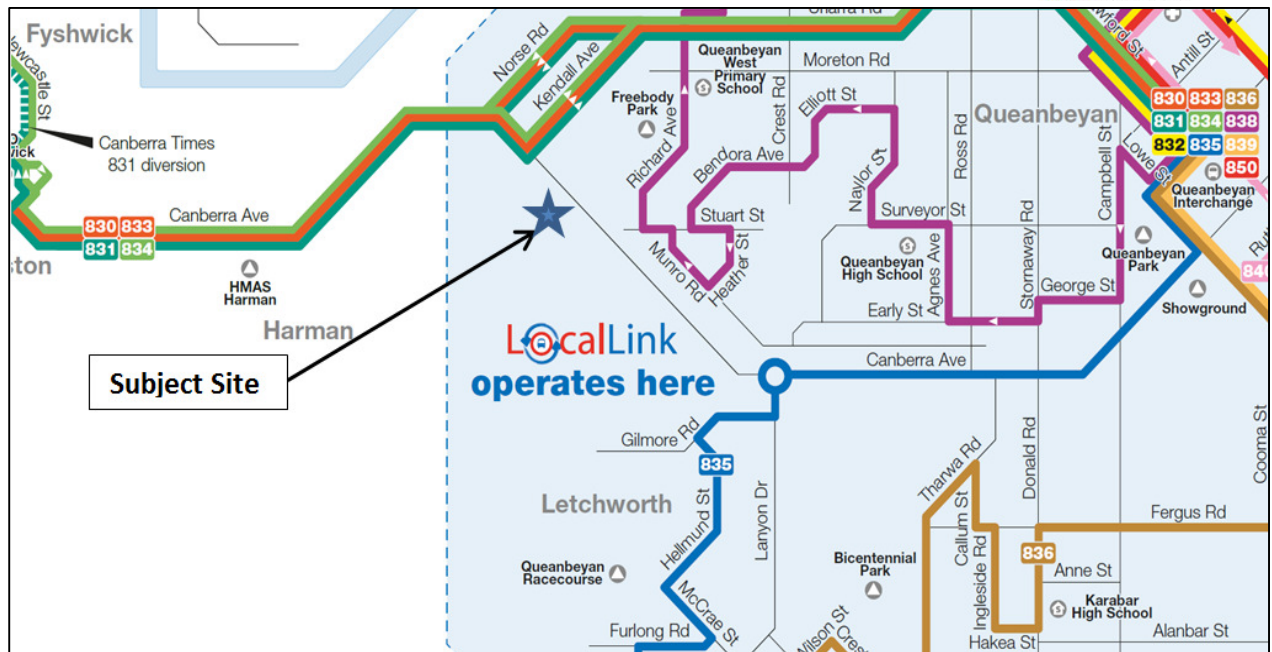 Fyshwick
Newcastle St
Canberra Times
831 diversion
Canberra Ave
830 833
831 834
HMAS
Harman
Harman
Subject Site
Norse Rd
Kendall Ave
Queanbeyan
West
Primary
School
Freebody
Park
Richard Ave
Crest Rd
Moreton Rd
Elliott St
Bendora Ave
Stuart St
Munro Rd
Heather St
Naylor St
Surveyor St
Queanbeyan
High School
Agnes Ave
Early St
Ross Rd
Queanbeyan
Stornaway Rd
George St
Campbell St
Lowe St
Antill St
830 833 836
831 834 838
832 835 839
850
Queanbeyan
Interchange
Queanbeyan
Park
Showground
LocalLink
operates here
Canberra Ave
Gilmore Rd
835
Letchworth
Hellmund St
Lanyon Dr
Queanbeyan
Racecourse
McCrae St
Furlong Rd
Tharwa Rd
Callum St
Ingleside Rd
Donald Rd
Cooma St
Fergus Rd
836
Anne St
Bicentennial
Park
Karabar
High School
Wilson St
Hakea St
Alanbar St